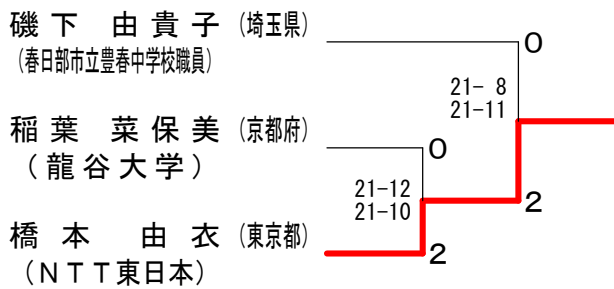 磯下 由貴子 (埼玉県)
0
(春日部市立豊春中学校職員)
21- 8
21-11
稲葉 菜保美 (京都府)
0
(龍谷大学)
21-12
21-10
2
橋本 由衣 (東京都)
2
(NTT東日本)